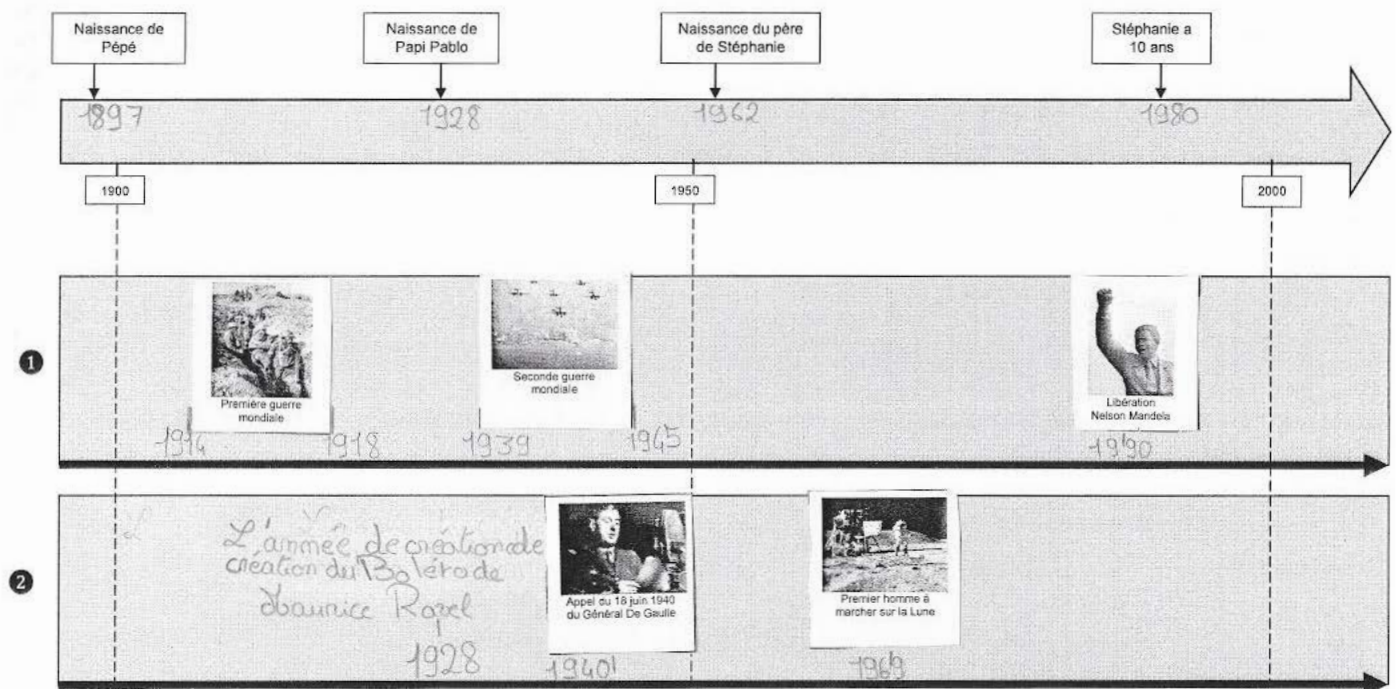 Naissance de
Pépé
Naissance de
Papi Pablo
Naissance du père
de Stéphanie
Stéphanie a
10 ans
1897
1928
1962
1980
1900
1950
2000
❶
Première guerre
mondiale
Seconde guerre
mondiale
Libération
Nelson Mandela
1914
1918
1939
1945
1990
❷
L'année de création de
création du Boléro de
Maurice Ravel
1928
Appel du 18 juin 1940
du Général De Gaulle
Premier homme à
marcher sur la Lune
1940
1969